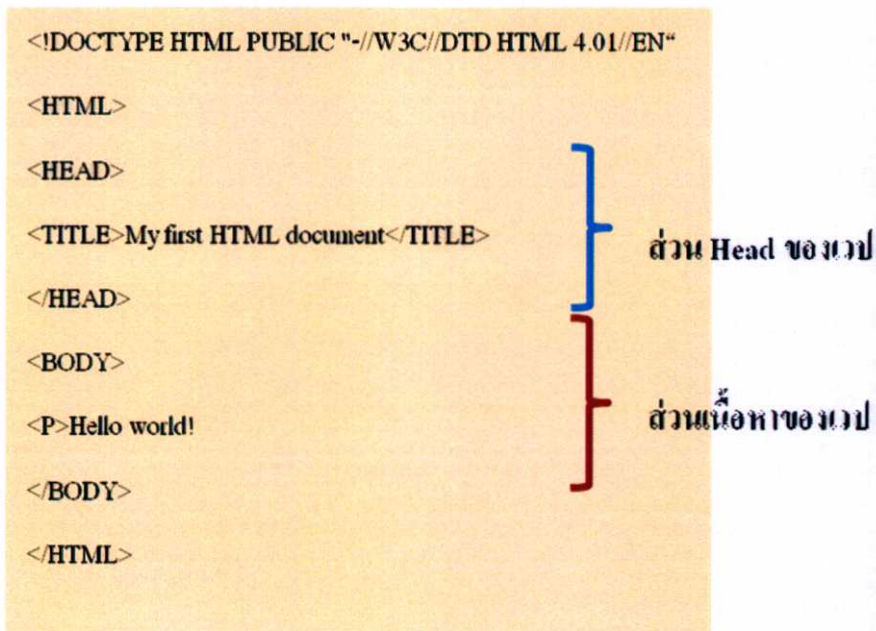 <!DOCTYPE HTML PUBLIC "-//W3C//DTD HTML 4.01//EN“
<HTML>
<HEAD>
<TITLE>My first HTML document</TITLE>
ส่วน Head ของเวป
</HEAD>
<BODY>
<P>Hello world!
ส่วนเนื้อหาของเวป
</BODY>
</HTML>